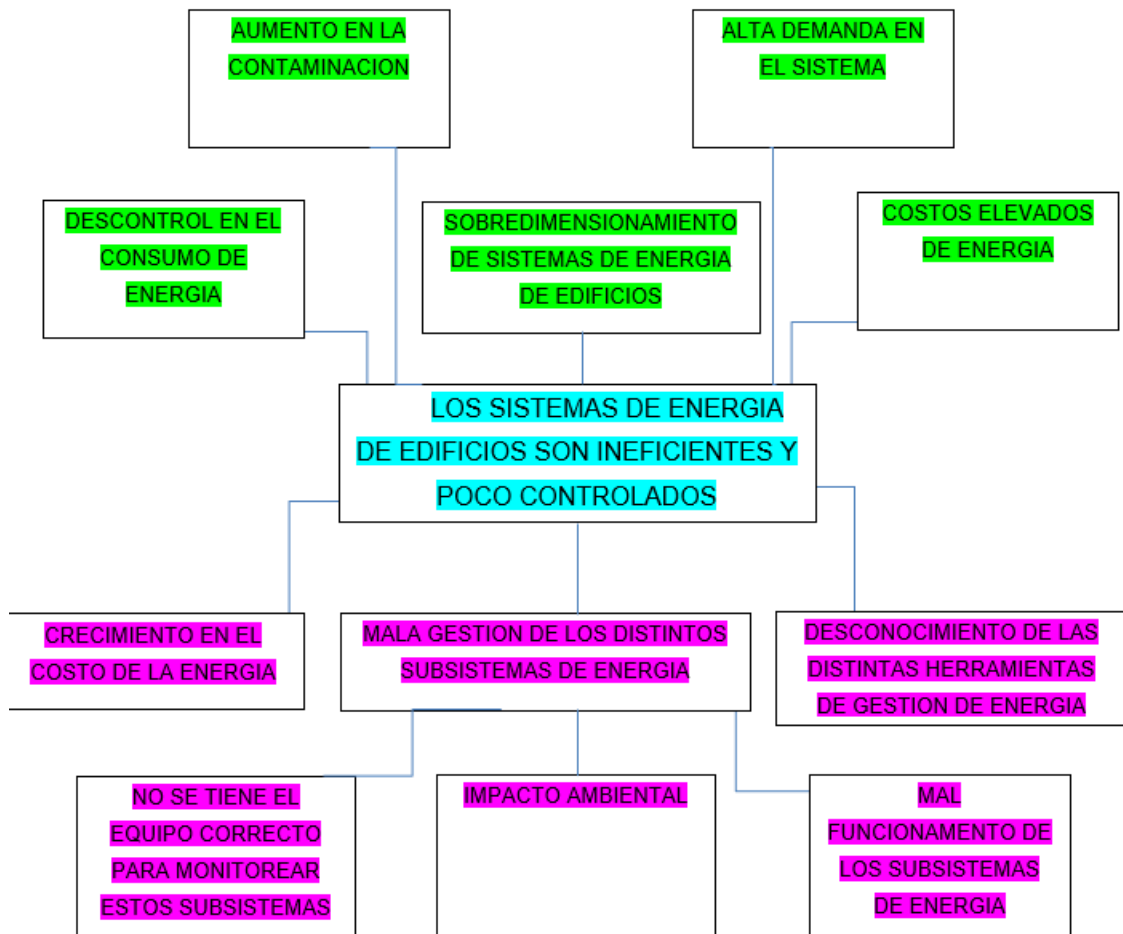 AUMENTO EN LA
CONTAMINACION
ALTA DEMANDA EN
EL SISTEMA
DESCONTROL EN EL
CONSUMO DE
ENERGIA
SOBREDIMENSIONAMIENTO
DE SISTEMAS DE ENERGIA
DE EDIFICIOS
COSTOS ELEVADOS
DE ENERGIA
LOS SISTEMAS DE ENERGIA
DE EDIFICIOS SON INEFICIENTES Y
POCO CONTROLADOS
CRECIMIENTO EN EL
COSTO DE LA ENERGIA
MALA GESTION DE LOS DISTINTOS
SUBSISTEMAS DE ENERGIA
DESCONOCIMIENTO DE LAS
DISTINTAS HERRAMIENTAS
DE GESTION DE ENERGIA
NO SE TIENE EL
EQUIPO CORRECTO
PARA MONITOREAR
ESTOS SUBSISTEMAS
IMPACTO AMBIENTAL
MAL
FUNCIONAMENTO DE
LOS SUBSISTEMAS
DE ENERGIA